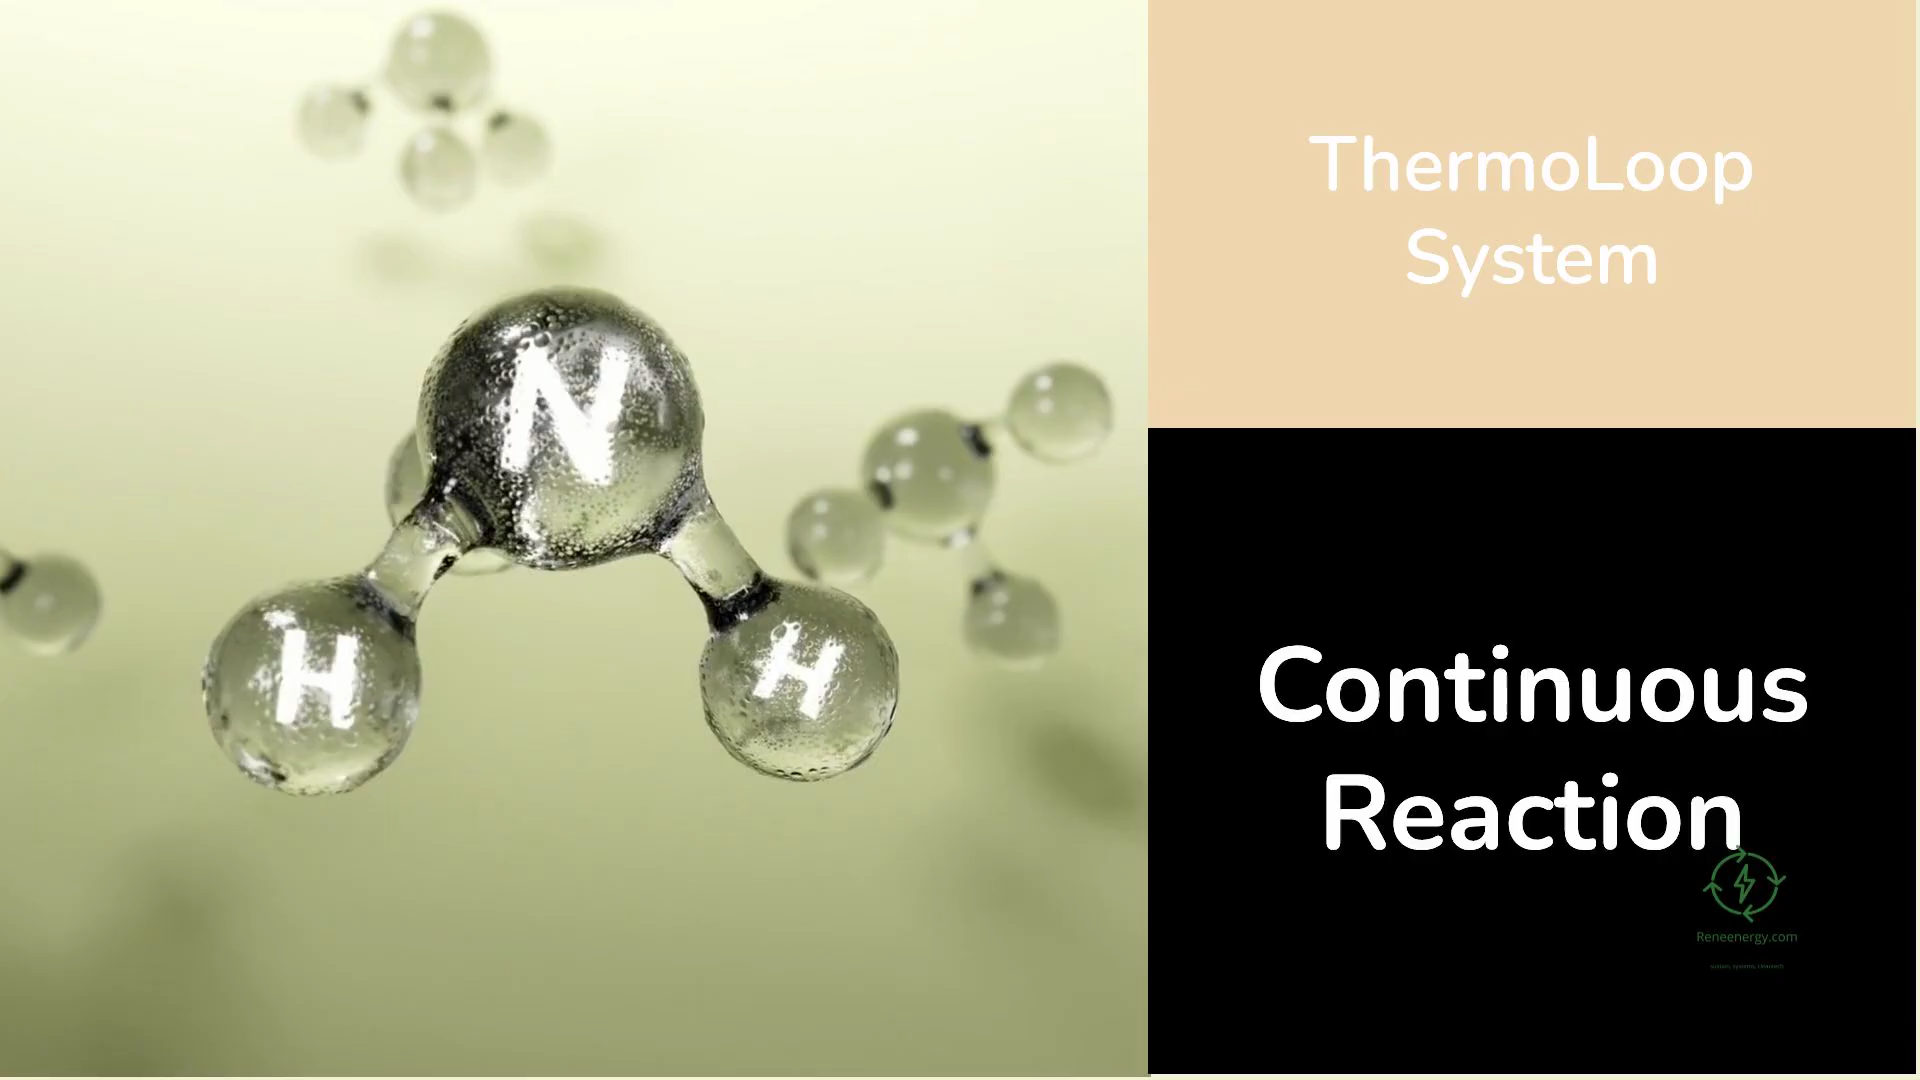 N
H H
ThermoLoop
System
Continuous
Reaction
Reneenergy.com